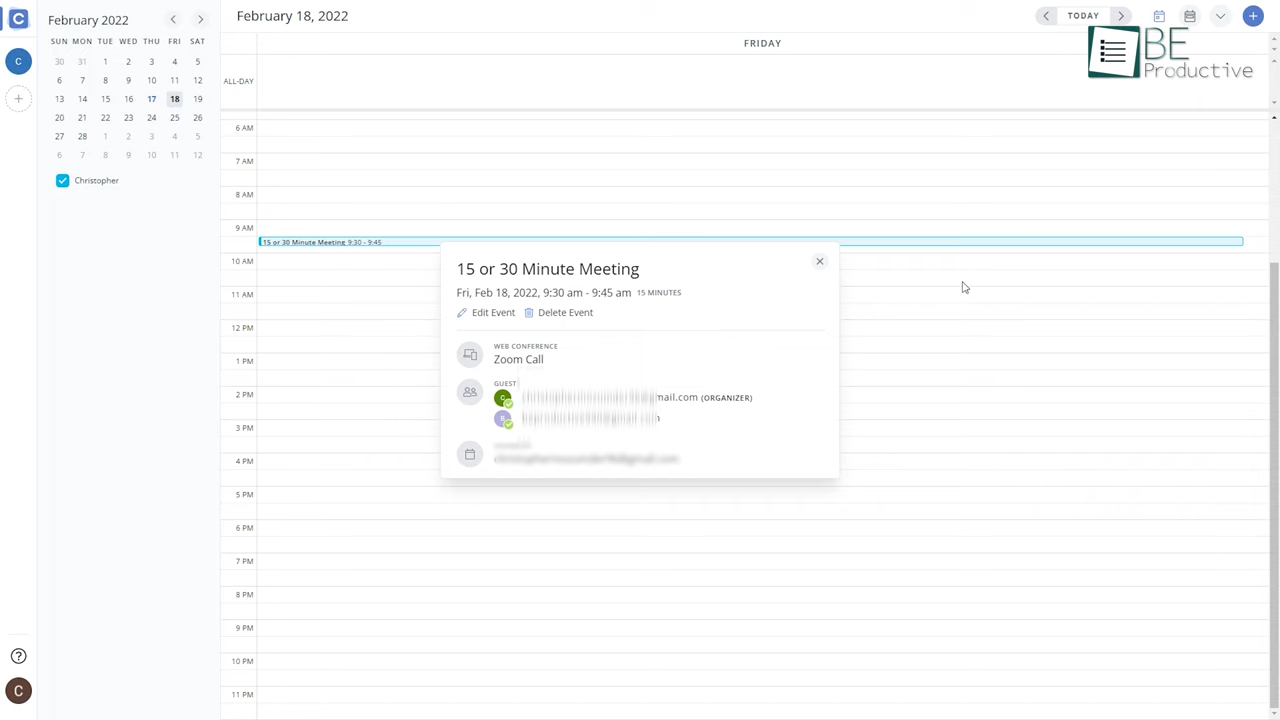 C
February 2022
SUN MON TUE WED THU FRI SAT
30 31 1 2 3 4 5
6 7 8 9 10 11 12
13 14 15 16 17 18 19
20 21 22 23 24 25 26
27 28 1 2 3 4 5
6 7 8 9 10 11 12
Christopher
C
C
February 18, 2022
TODAY
BE
Productive
FRIDAY
ALL-DAY
6 AM
7 AM
8 AM
9 AM
15 or 30 Minute Meeting 9:30 - 9:45
10 AM
11 AM
12 PM
1 PM
2 PM
3 PM
4 PM
5 PM
6 PM
7 PM
8 PM
9 PM
10 PM
11 PM
15 or 30 Minute Meeting
Fri, Feb 18, 2022, 9:30 am - 9:45 am 15 MINUTES
Edit Event Delete Event
WEB CONFERENCE
Zoom Call
GUEST
mail.com (ORGANIZER)